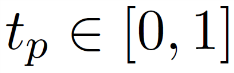 t_p ∈ [0, 1]